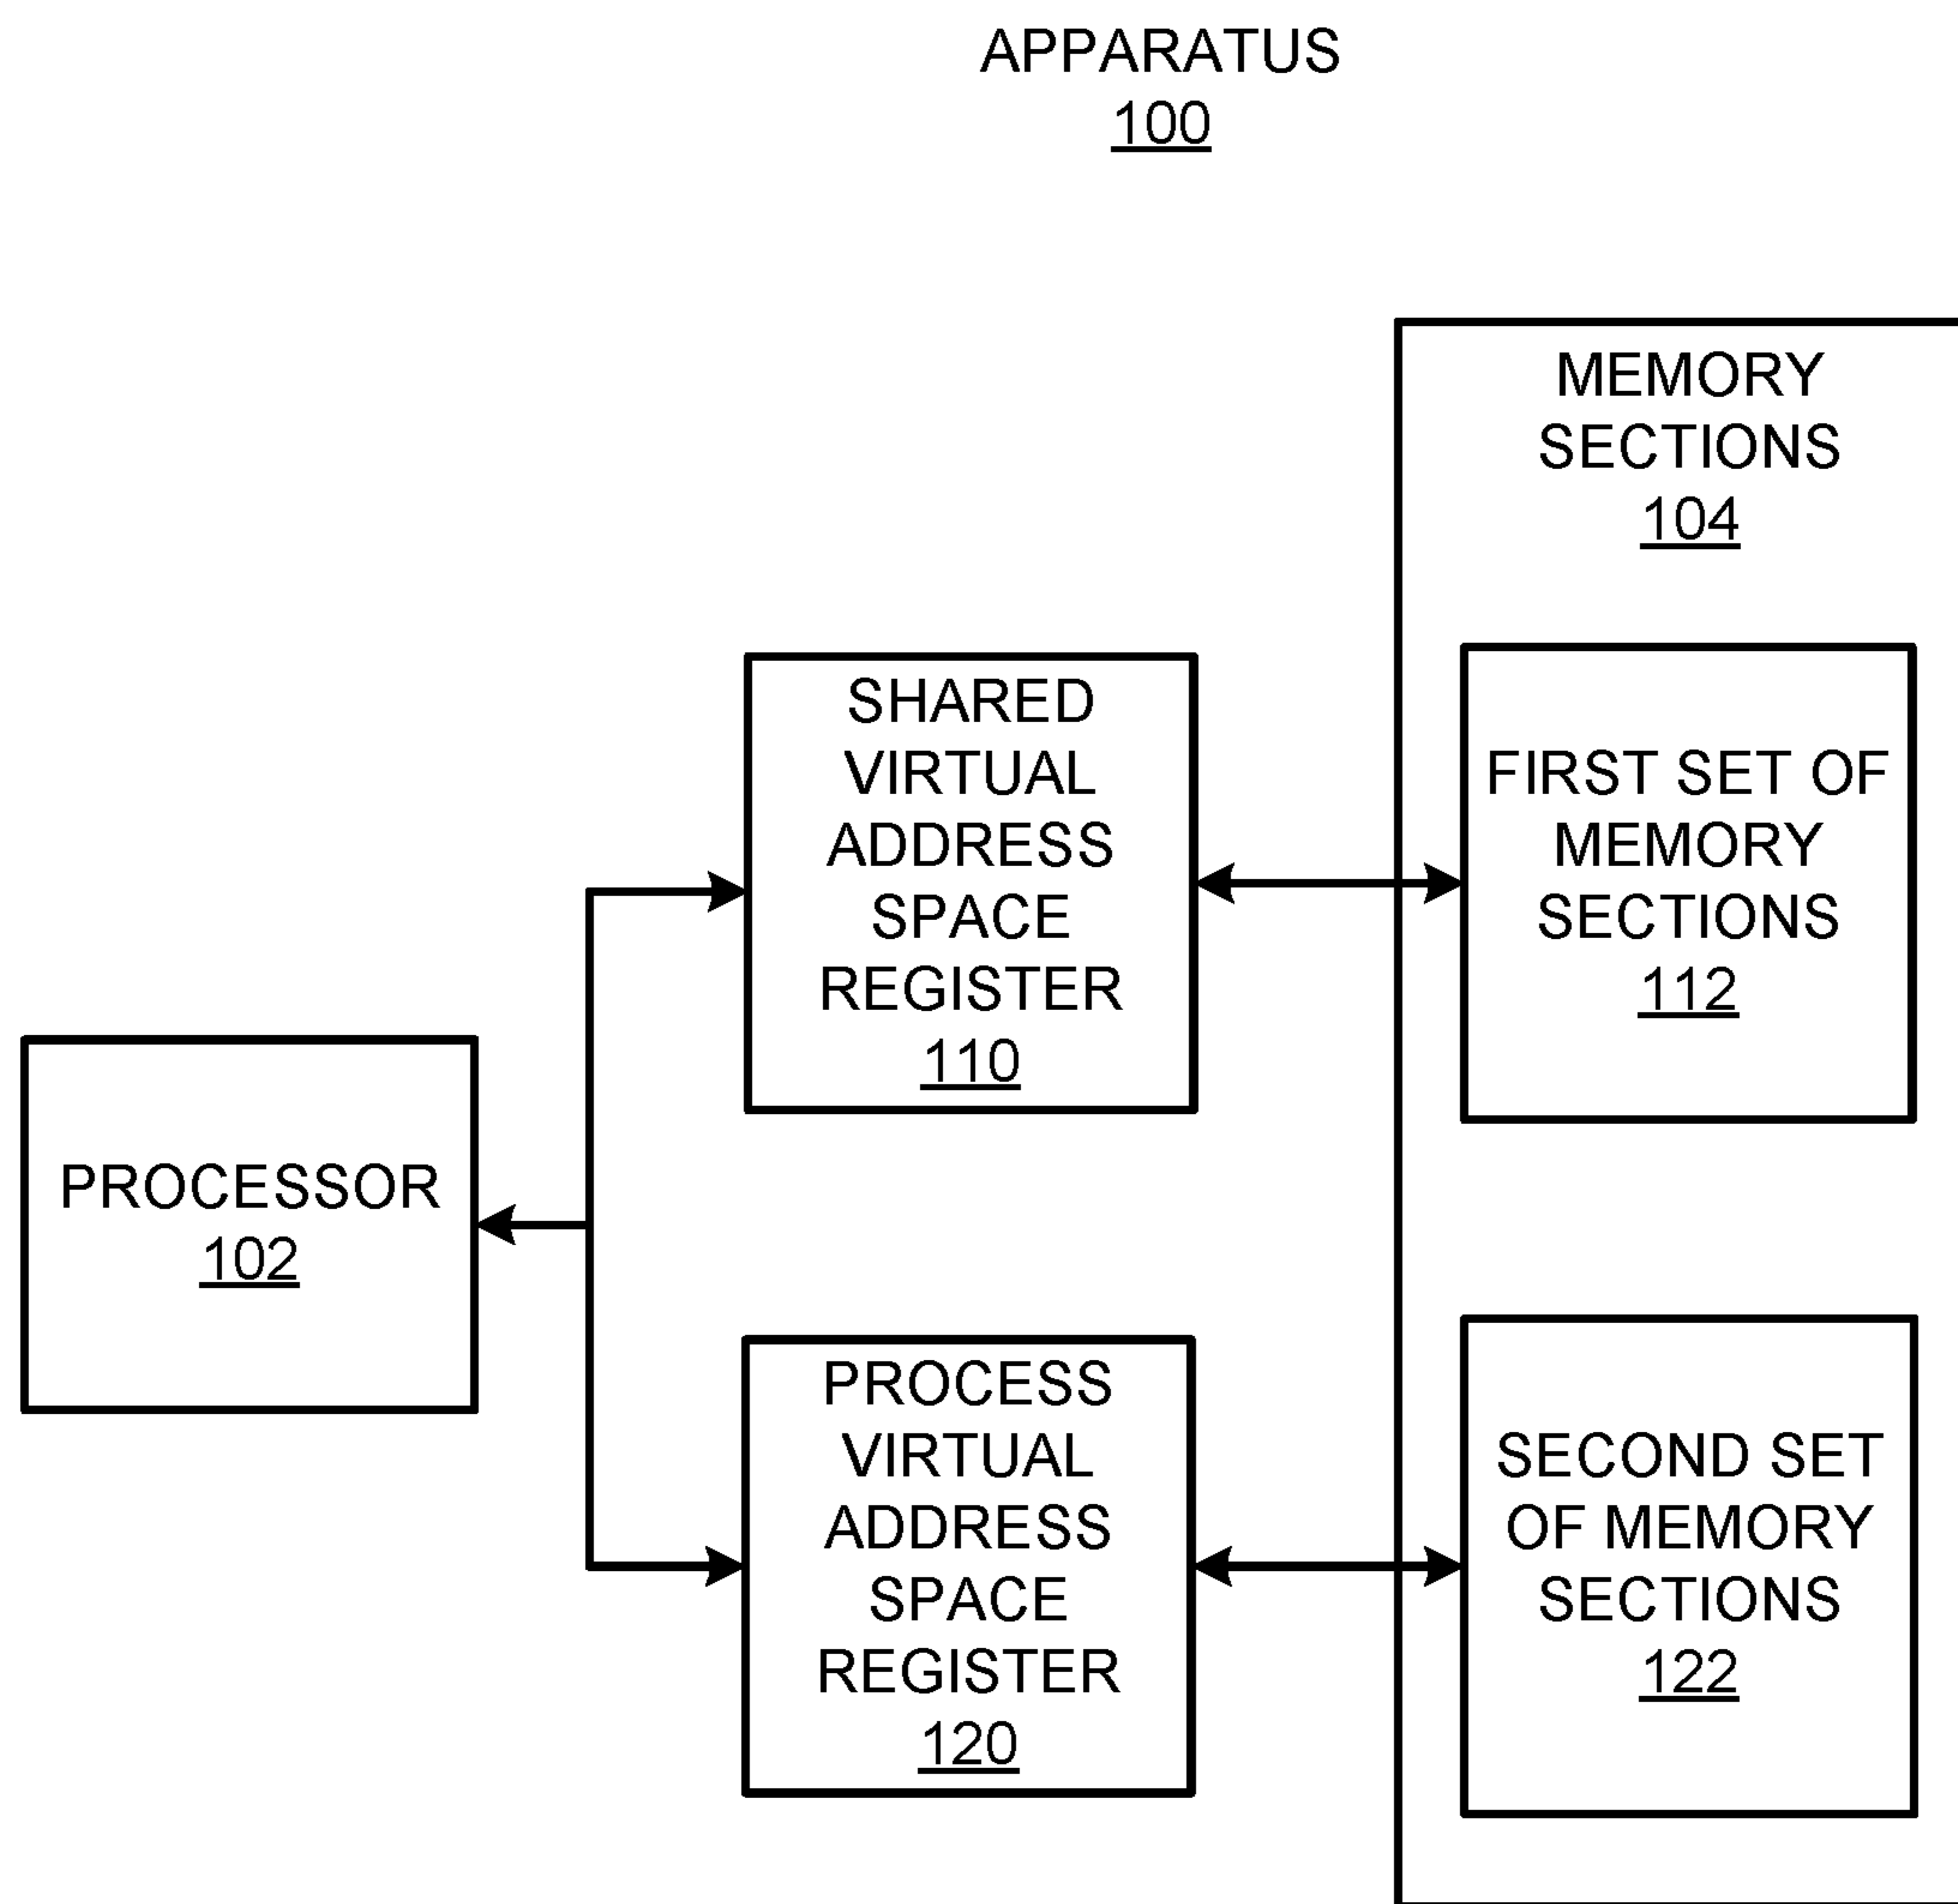 APPARATUS
100
MEMORY
SECTIONS
104
SHARED
VIRTUAL
ADDRESS
SPACE
REGISTER
110
FIRST SET OF
MEMORY
SECTIONS
112
PROCESSOR
102
PROCESS
VIRTUAL
ADDRESS
SPACE
REGISTER
120
SECOND SET
OF MEMORY
SECTIONS
122